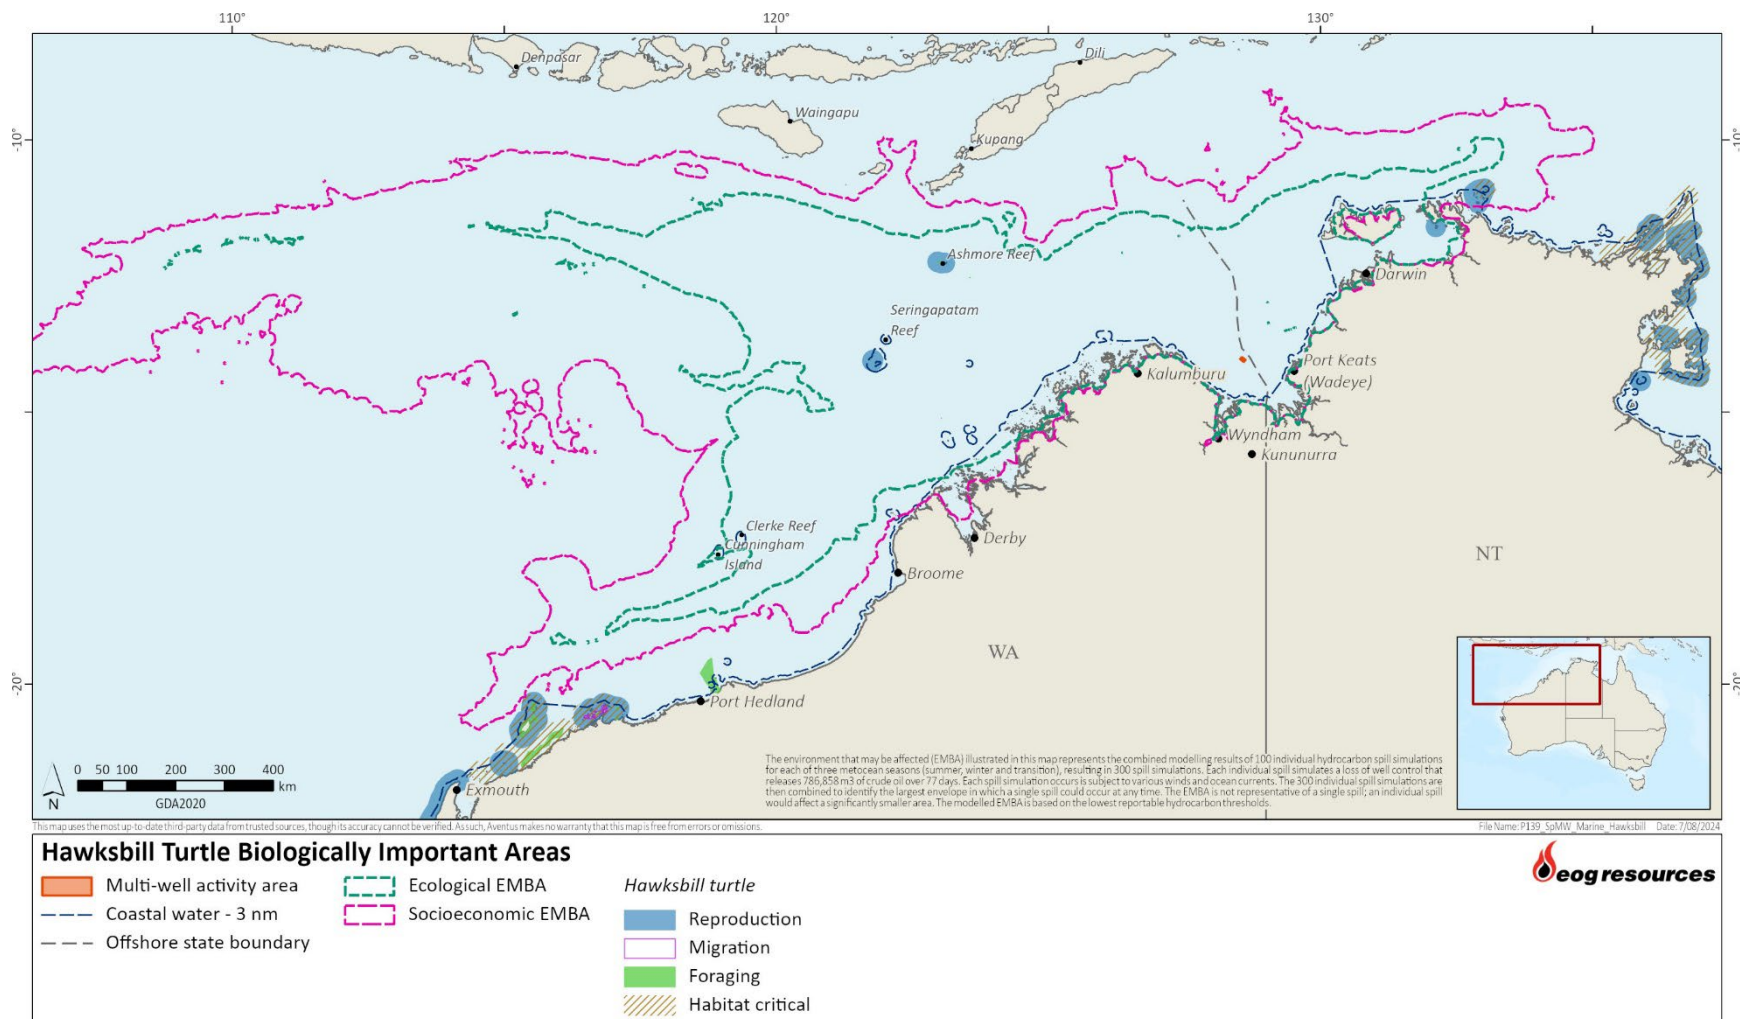 110°
120°
130°
-10°
-10°
-20°
-20°
Denpasar
Dili
Waingapu
Kupang
Ashmore Reef
Seringapatam
Reef
Darwin
Port Keats
(Wadeye)
Kalumburu
Wyndham
Kununurra
Clerke Reef
Cunningham
Island
Derby
Broome
NT
WA
Port Hedland
Exmouth
N
0 50 100 200 300 400
km
GDA2020
The environment that may be affected (EMBA) illustrated in this map represents the combined modelling results of 100 individual hydrocarbon spill simulations
for each of three metocean seasons (summer, winter and transition), resulting in 300 spill simulations. Each individual spill simulates a loss of well control that
releases 786,858 m3 of crude oil over 77 days. Each spill simulation occurs is subject to various winds and ocean currents. The 300 individual spill simulations are
then combined to identify the largest envelope in which a single spill could occur at any time. The EMBA is not representative of a single spill; an individual spill
would affect a significantly smaller area. The modelled EMBA is based on the lowest reportable hydrocarbon thresholds.
This map uses the most up-to-date third-party data from trusted sources, though its accuracy cannot be verified. As such, Aventus makes no warranty that this map is free from errors or omissions.
File Name: P139_SpMW_Marine_Hawksbill Date: 7/08/2024
Hawksbill Turtle Biologically Important Areas
Multi-well activity area
Coastal water - 3 nm
Offshore state boundary
Ecological EMBA
Socioeconomic EMBA
Hawksbill turtle
Reproduction
Migration
Foraging
Habitat critical
eog resources